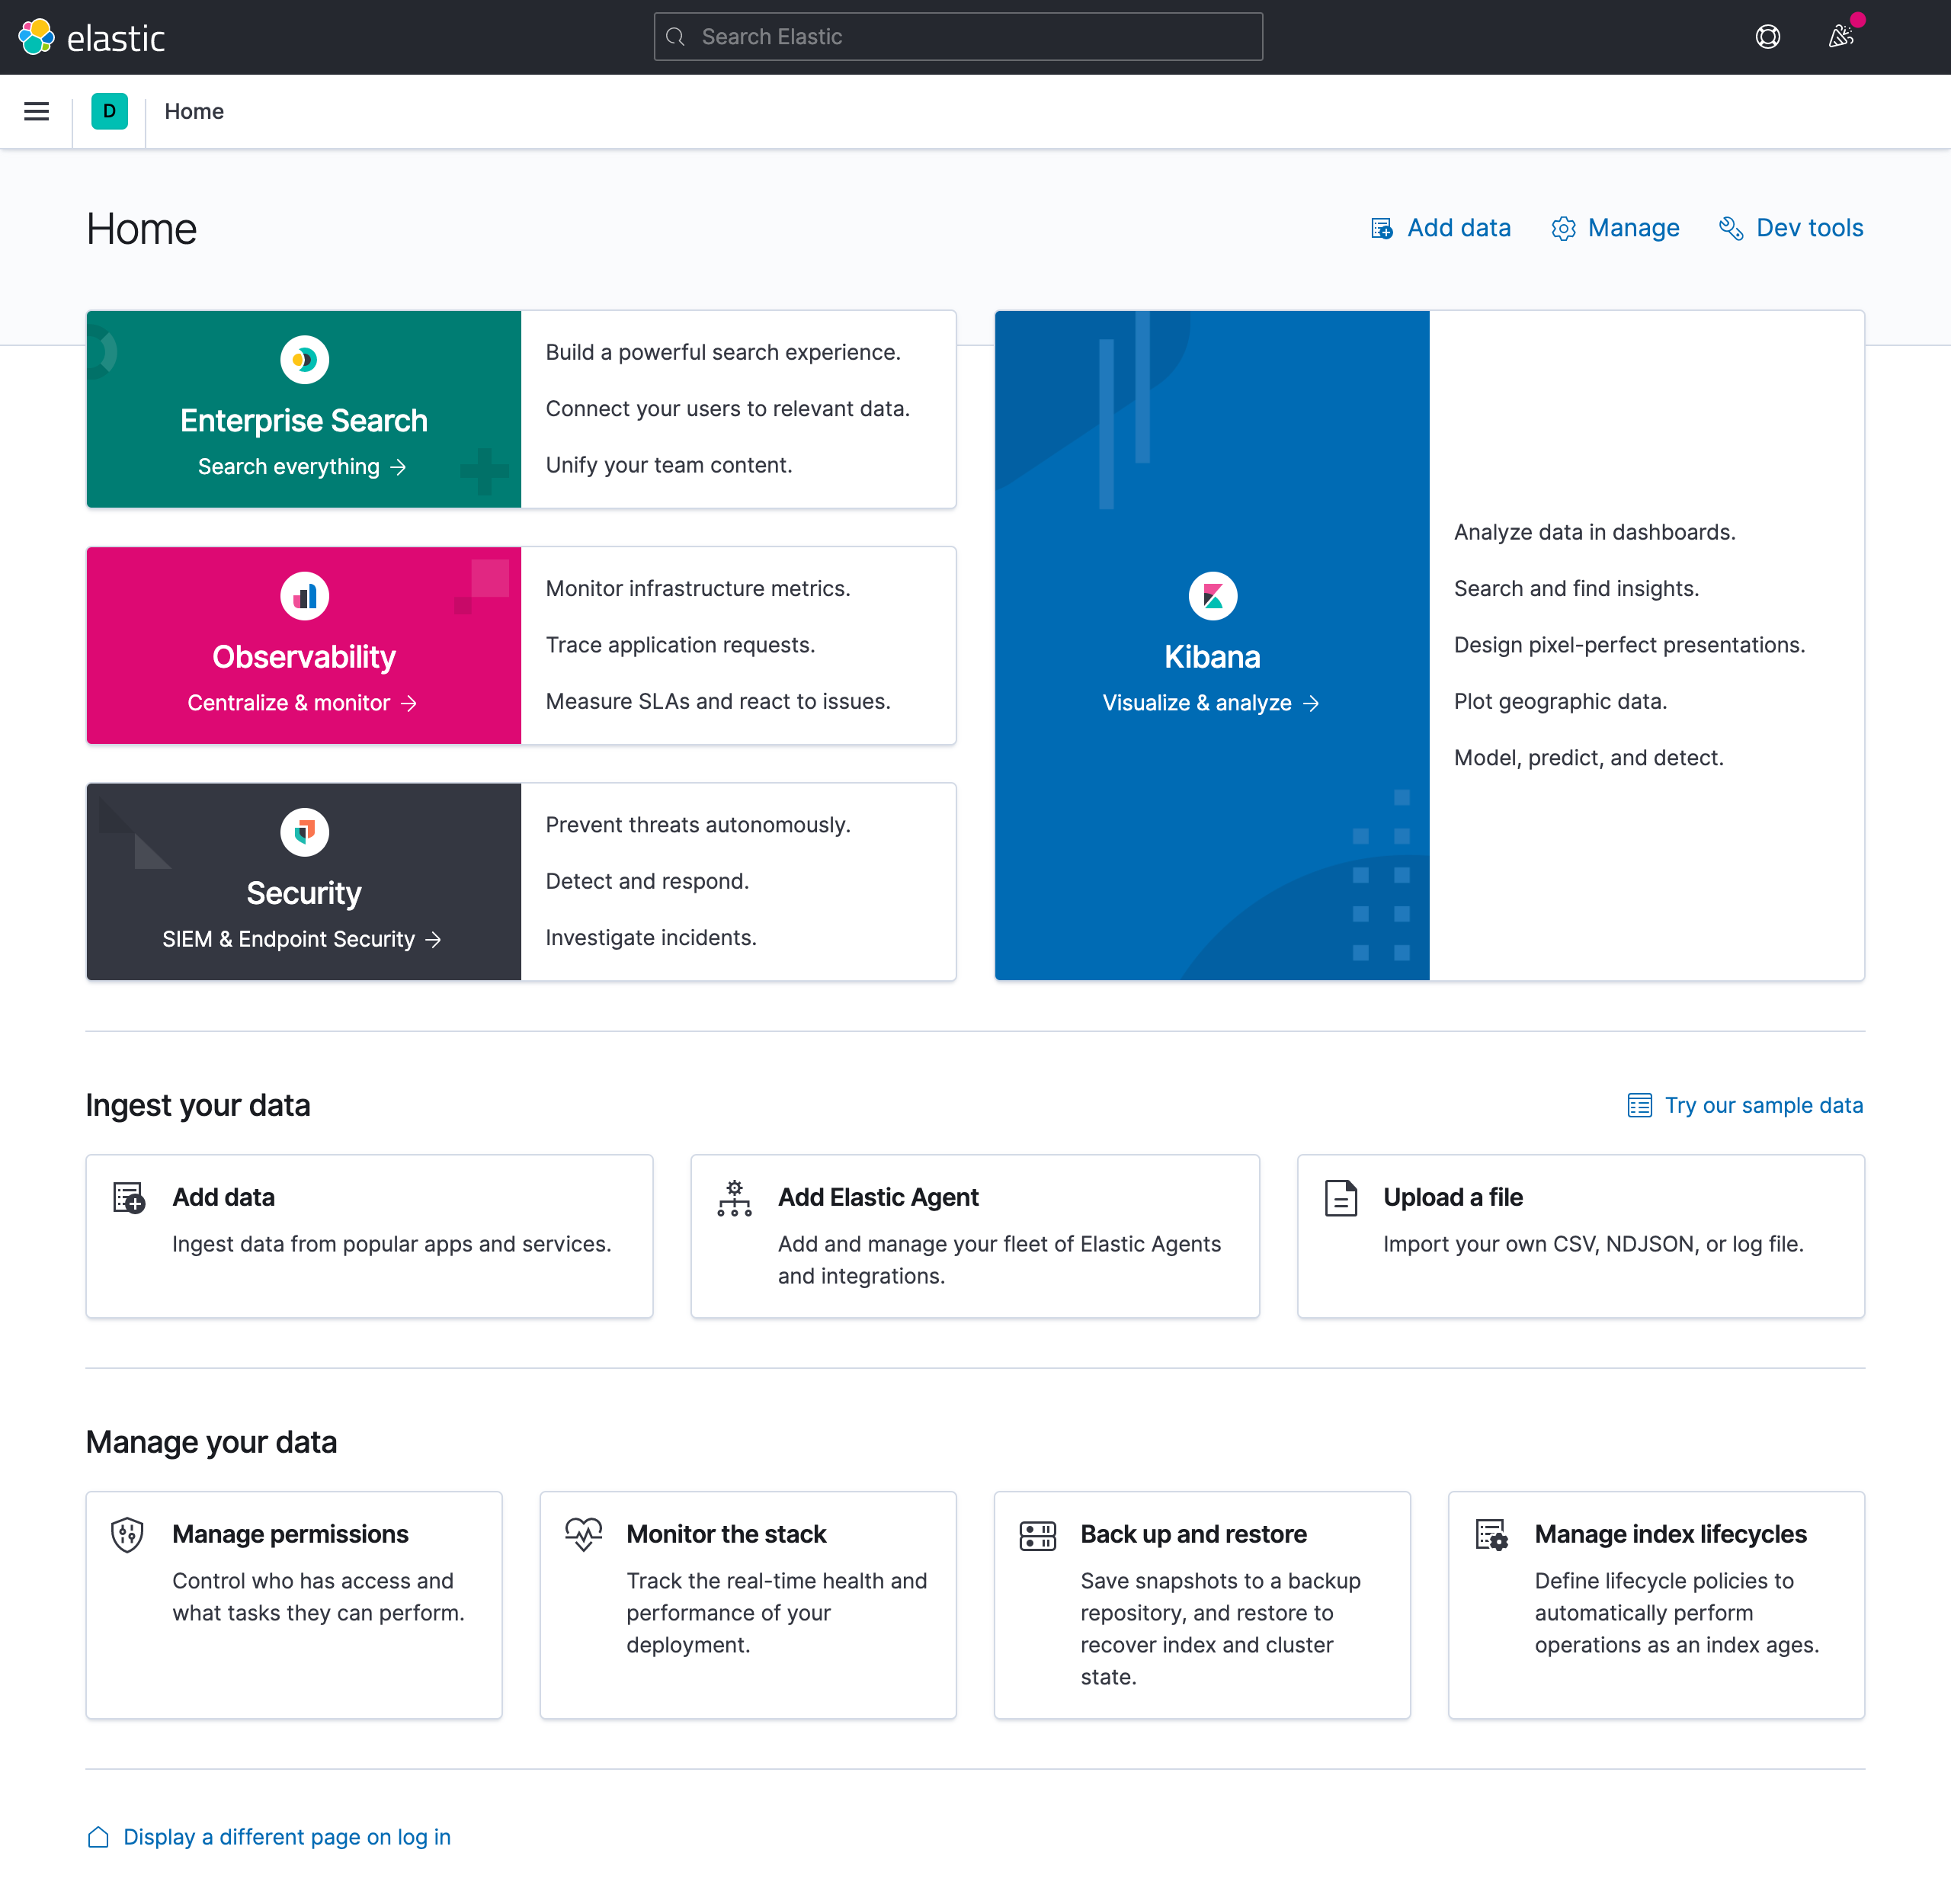 elastic
Search Elastic
D
Home
Home
Add data
Manage
Dev tools
Enterprise Search
Search everything →
Build a powerful search experience.
Connect your users to relevant data.
Unify your team content.
Observability
Centralize & monitor →
Monitor infrastructure metrics.
Trace application requests.
Measure SLAs and react to issues.
Security
SIEM & Endpoint Security →
Prevent threats autonomously.
Detect and respond.
Investigate incidents.
Kibana
Visualize & analyze →
Analyze data in dashboards.
Search and find insights.
Design pixel-perfect presentations.
Plot geographic data.
Model, predict, and detect.
Ingest your data
Try our sample data
Add data
Ingest data from popular apps and services.
Add Elastic Agent
Add and manage your fleet of Elastic Agents
and integrations.
Upload a file
Import your own CSV, NDJSON, or log file.
Manage your data
Manage permissions
Control who has access and
what tasks they can perform.
Monitor the stack
Track the real-time health and
performance of your
deployment.
Back up and restore
Save snapshots to a backup
repository, and restore to
recover index and cluster
state.
Manage index lifecycles
Define lifecycle policies to
automatically perform
operations as an index ages.
Display a different page on log in